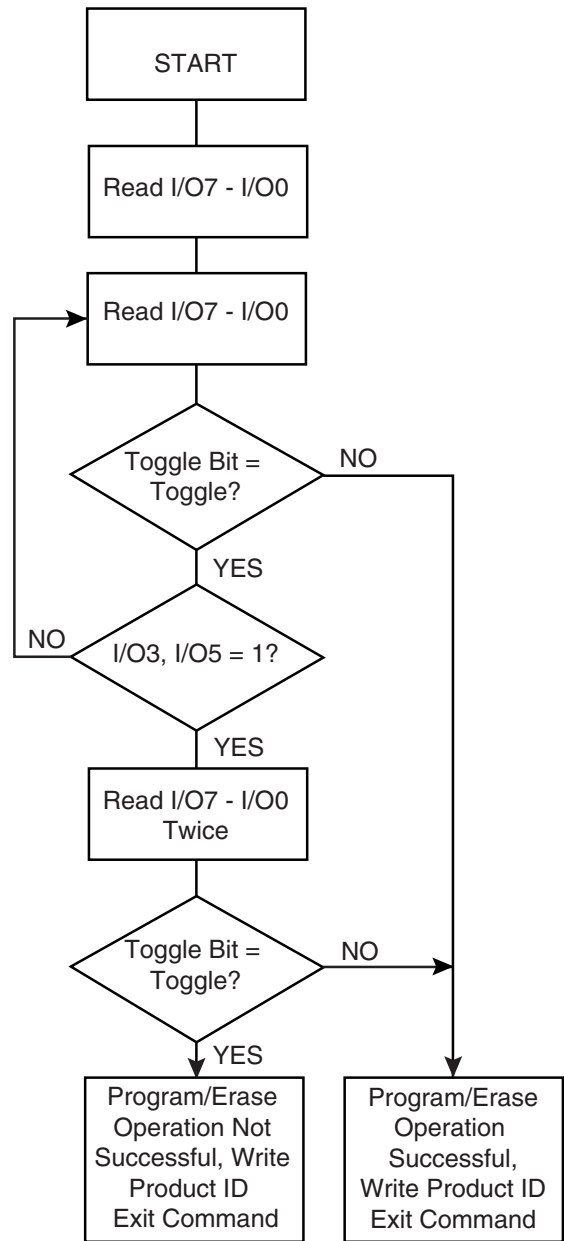 START
Read I/O7 - I/O0
Read I/O7 - I/O0
Toggle Bit =
Toggle?
NO
YES
NO
I/O3, I/O5 = 1?
YES
Read I/O7 - I/O0
Twice
Toggle Bit =
Toggle?
NO
YES
Program/Erase
Operation Not
Successful, Write
Product ID
Exit Command
Program/Erase
Operation
Successful,
Write Product ID
Exit Command